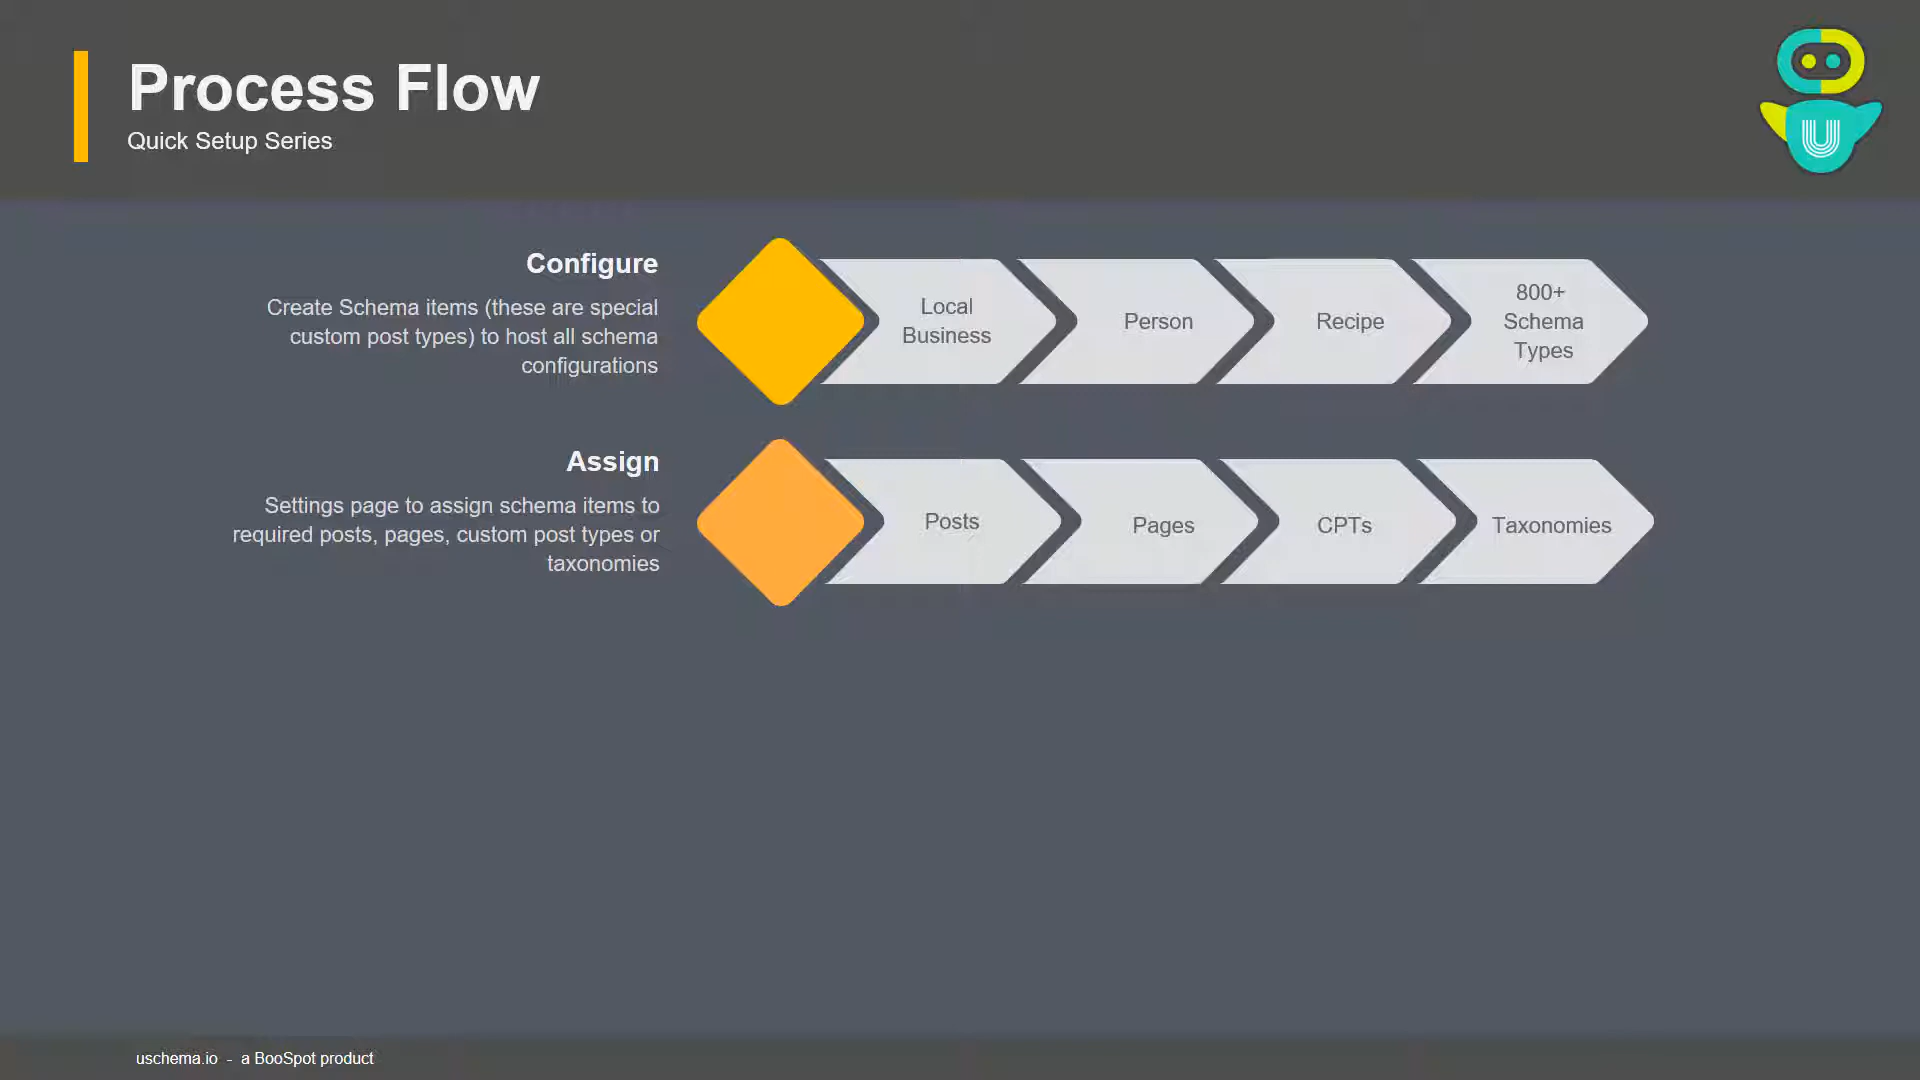 Process Flow
Quick Setup Series
U
Configure
Create Schema items (these are special
custom post types) to host all schema
configurations
Local
Business
Person
Recipe
800+
Schema
Types
Assign
Settings page to assign schema items to
required posts, pages, custom post types or
taxonomies
Posts
Pages
CPTs
Taxonomies
uschema.io - a BooSpot product